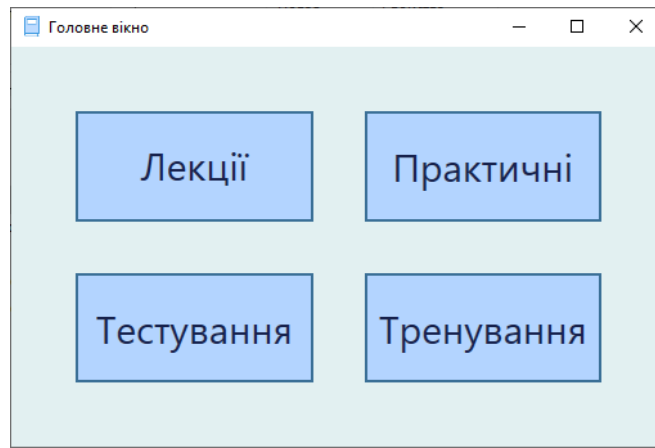 Головне вікно
Лекції
Практичні
Тестування
Тренування